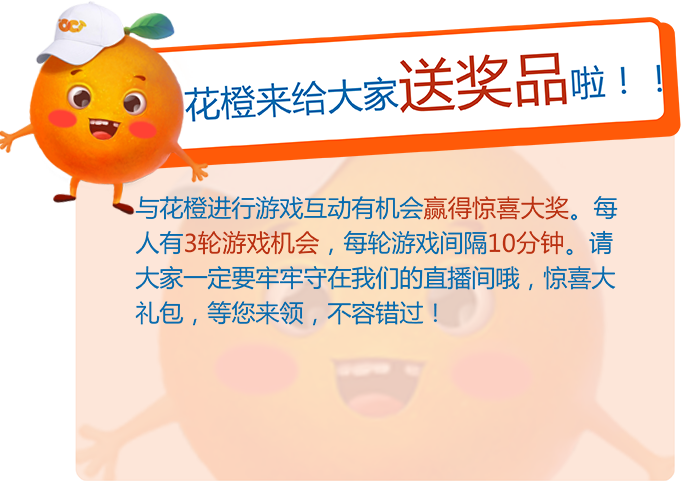 花橙来给大家送奖品啦！！
与花橙进行游戏互动有机会赢得惊喜大奖。每
人有3轮游戏机会，每轮游戏间隔10分钟。请
大家一定要牢牢守在我们的直播间哦，惊喜大
礼包，等您来领，不容错过！